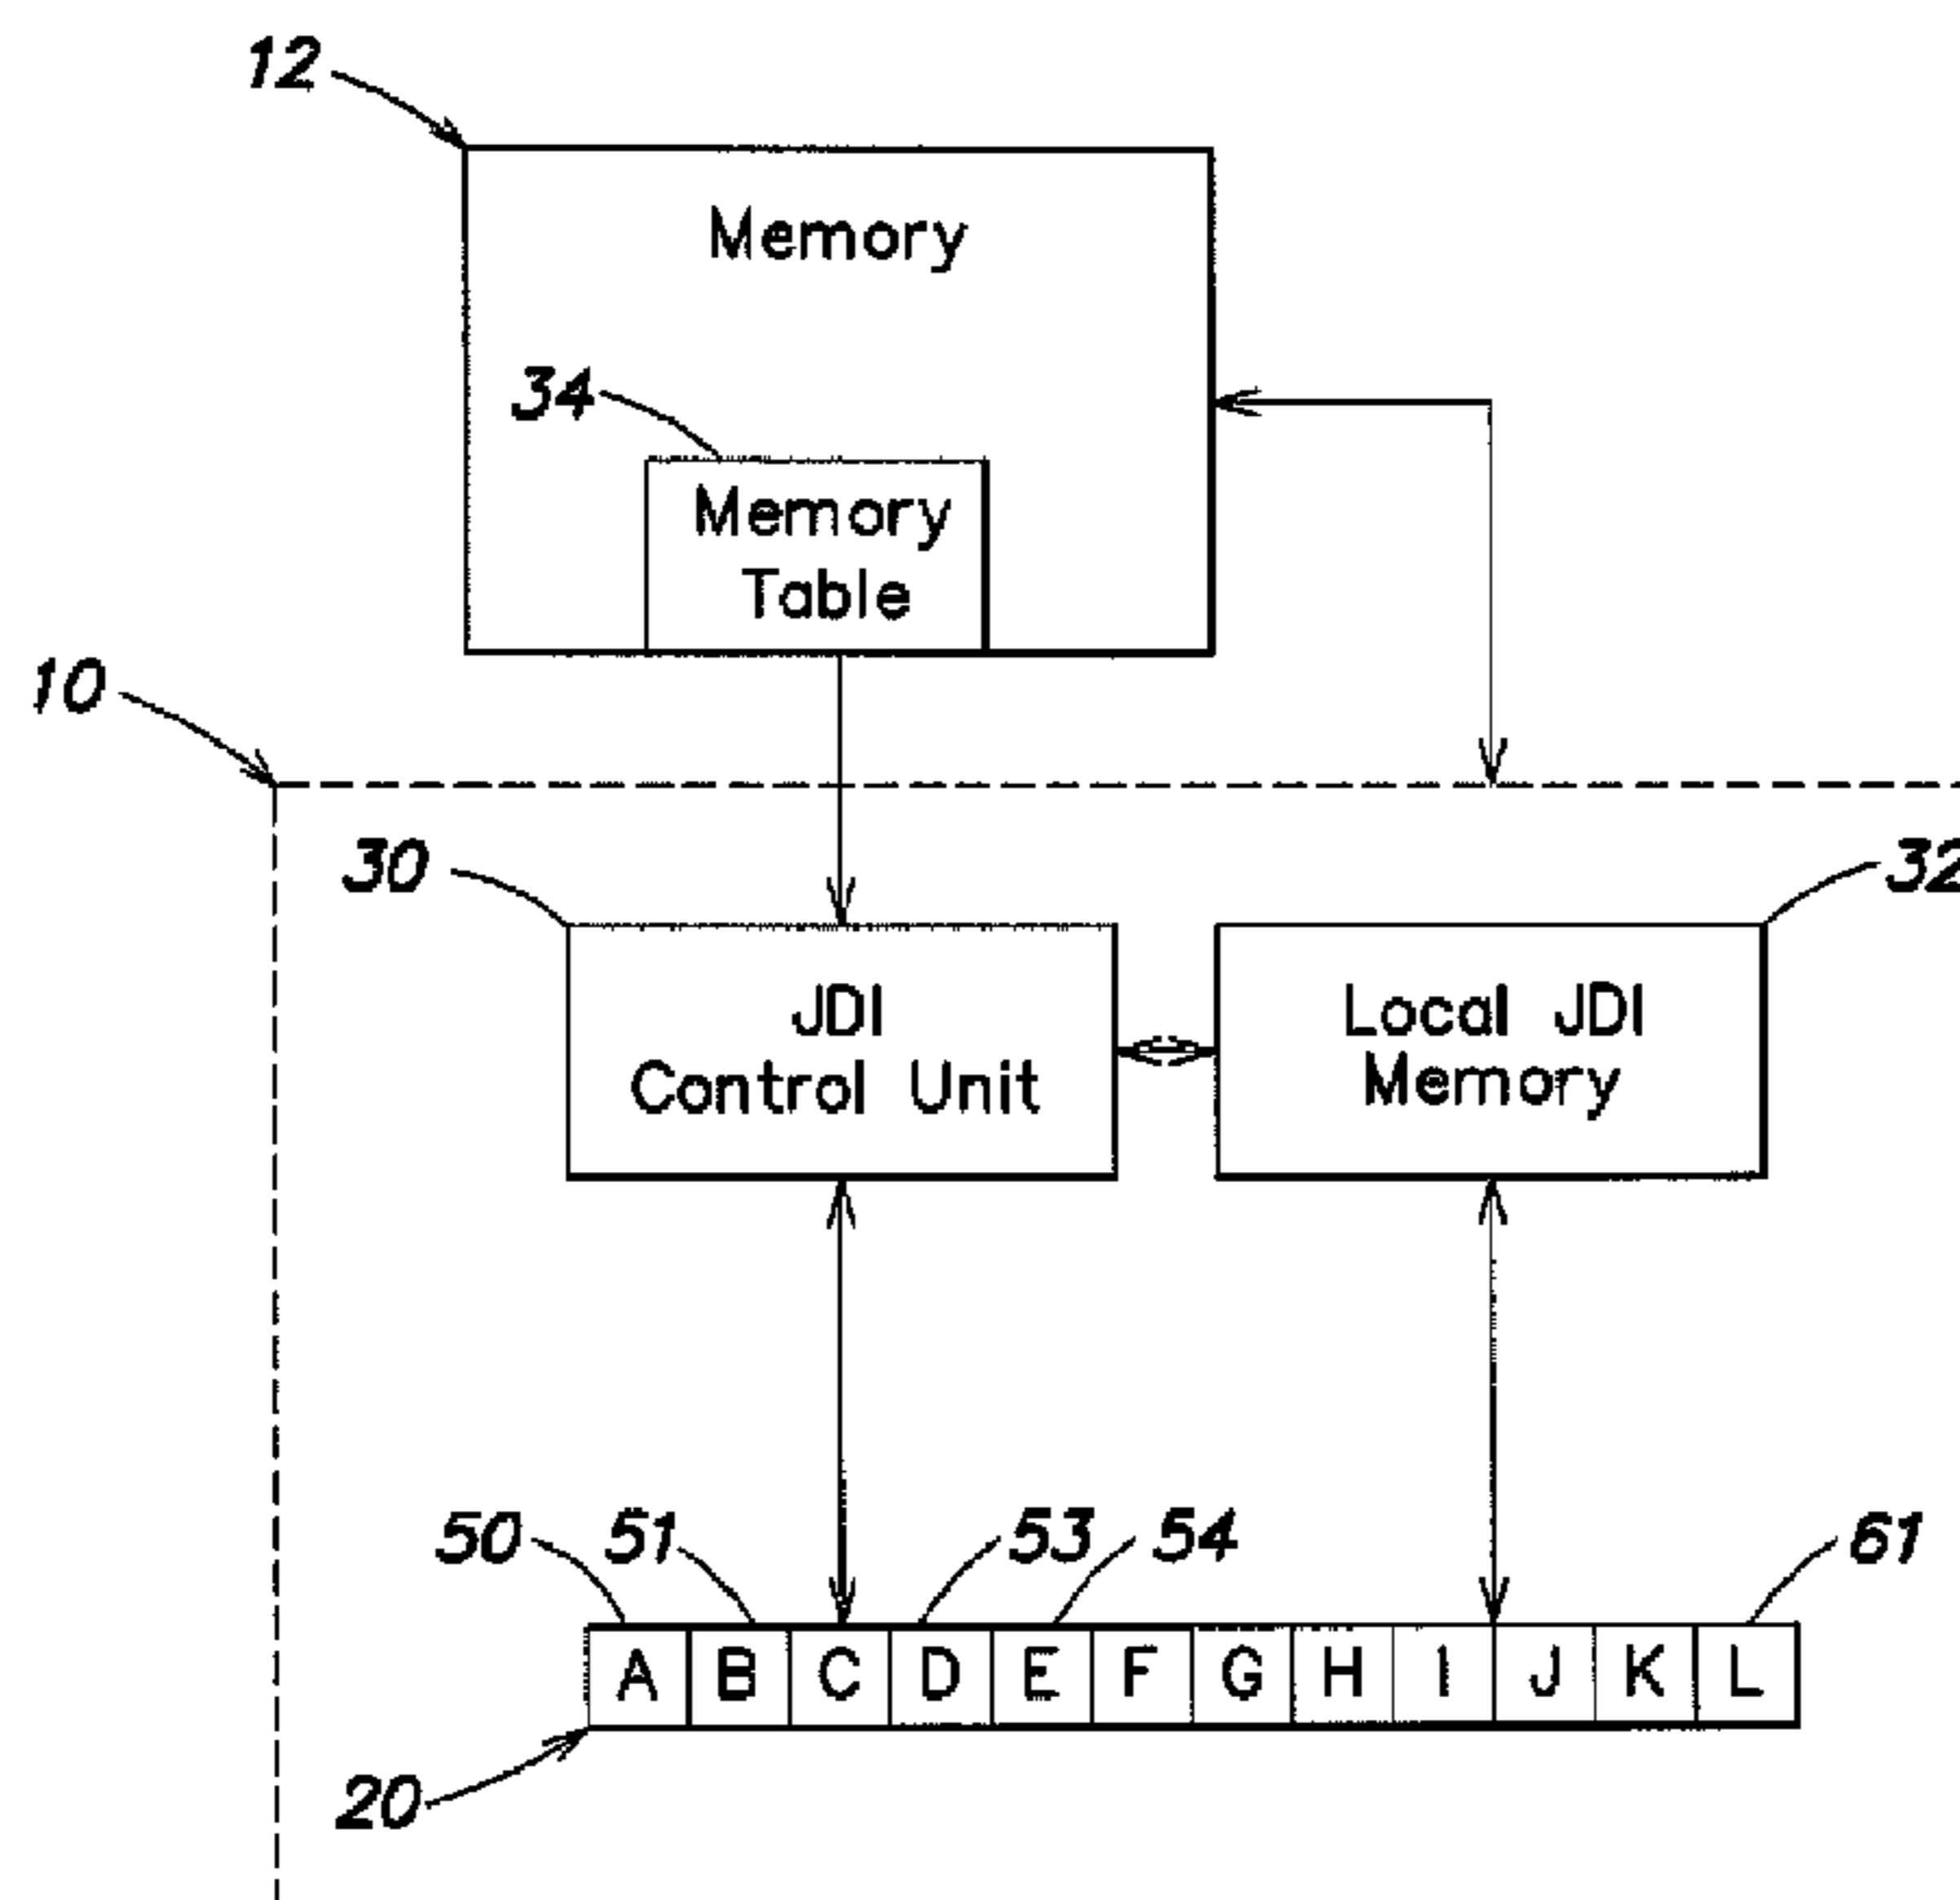 12
Memory
34
Memory
Table
10
30
32
JDI
Control Unit
Local JDI
Memory
50
51
53
54
61
A B C D E F G H I J K L
20